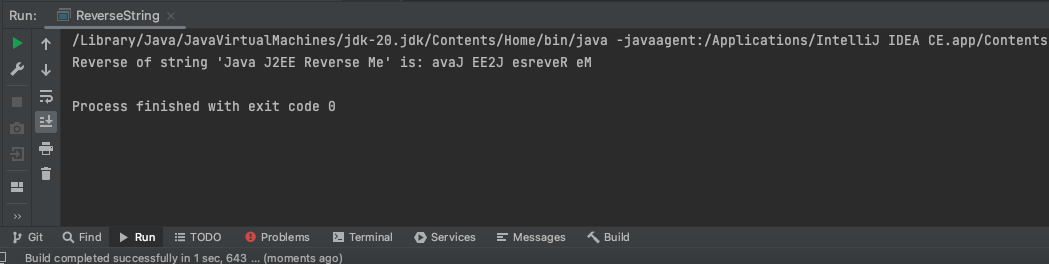 Run: ReverseString
/Library/Java/JavaVirtualMachines/jdk-20.jdk/Contents/Home/bin/java -javaagent:/Applications/IntelliJ IDEA CE.app/Contents
Reverse of string 'Java J2EE Reverse Me' is: avaJ EE2J esreveR eM
Process finished with exit code 0
Git Find Run TODO Problems Terminal Services Messages Build
Build completed successfully in 1 sec, 643 ... (moments ago)